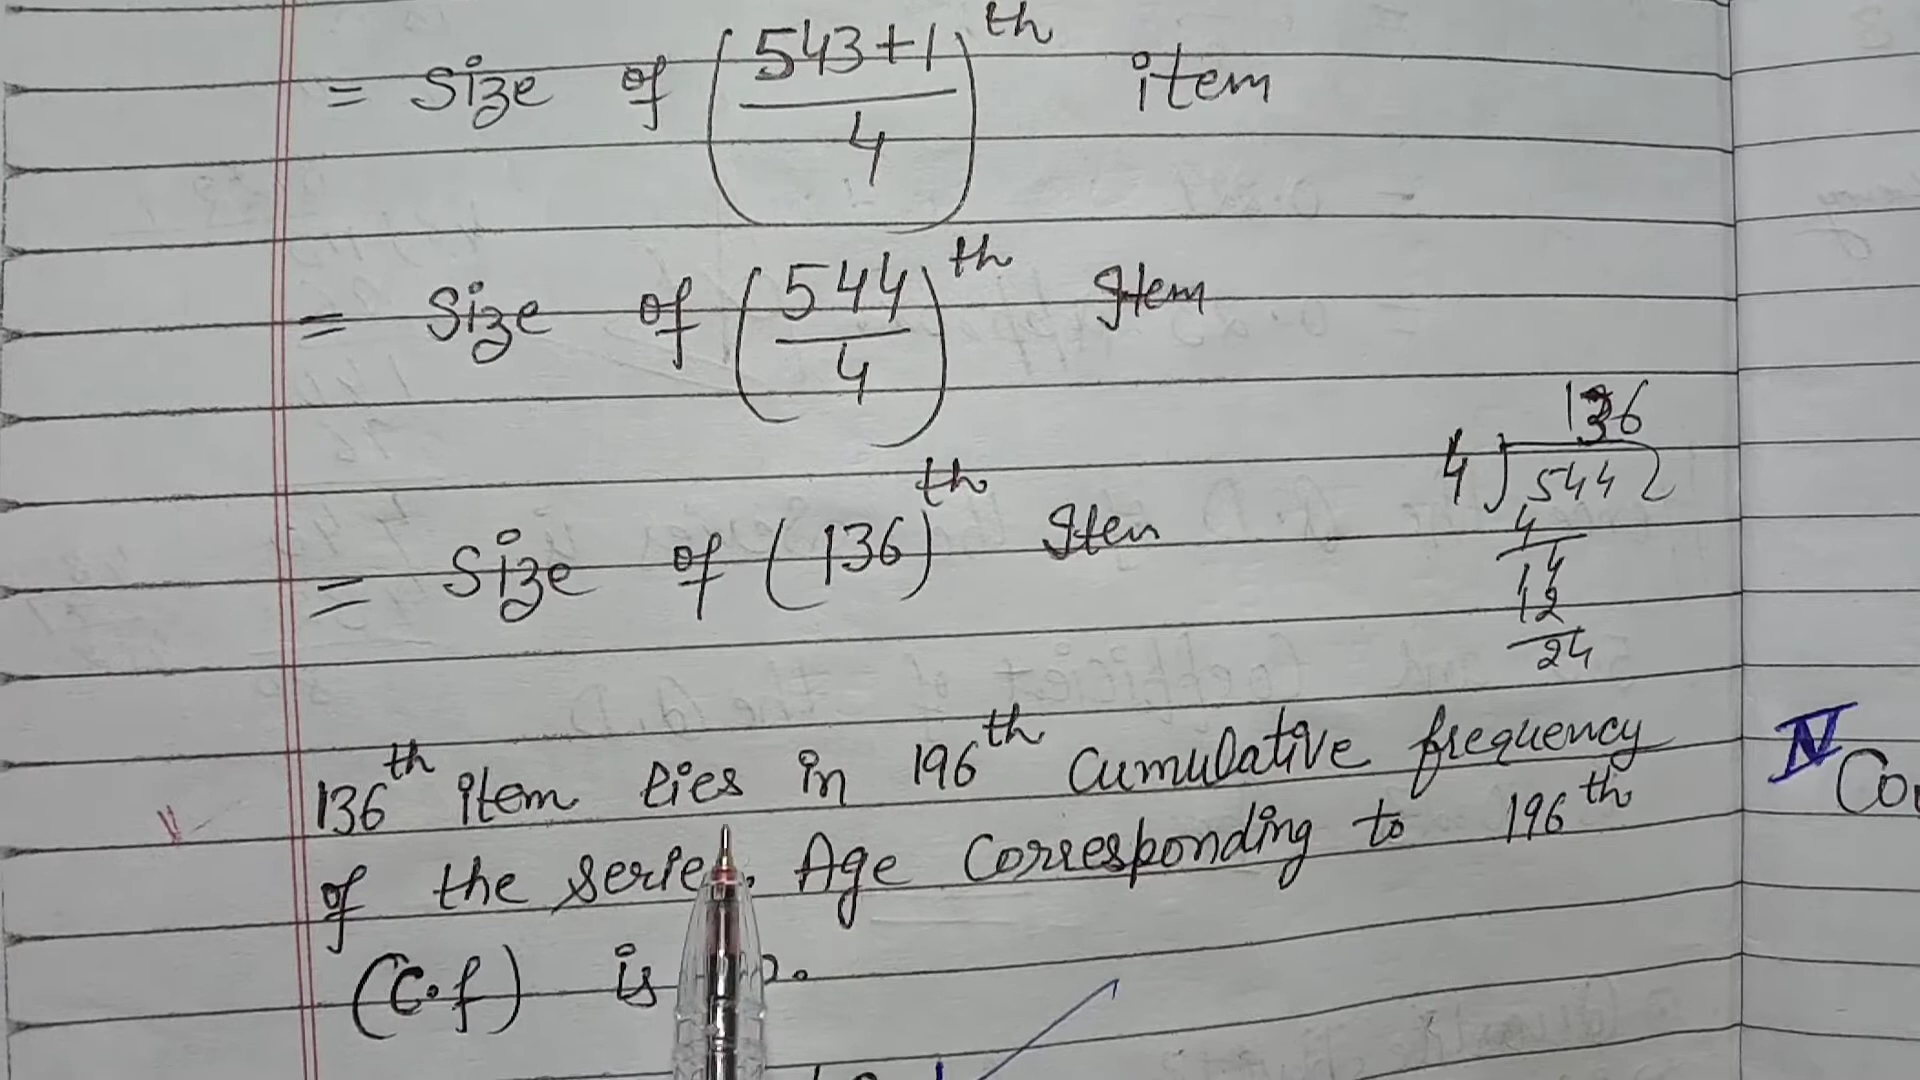 = Size of (543+1/4)th item
= Size of (544/4)th Item
136
4)544(
4
14
12
24
= Size of (136)th Iten
136th item lies in 196th Cumulative frequency
of the series. Age Corresponding to 196th
(C.f) is
IV